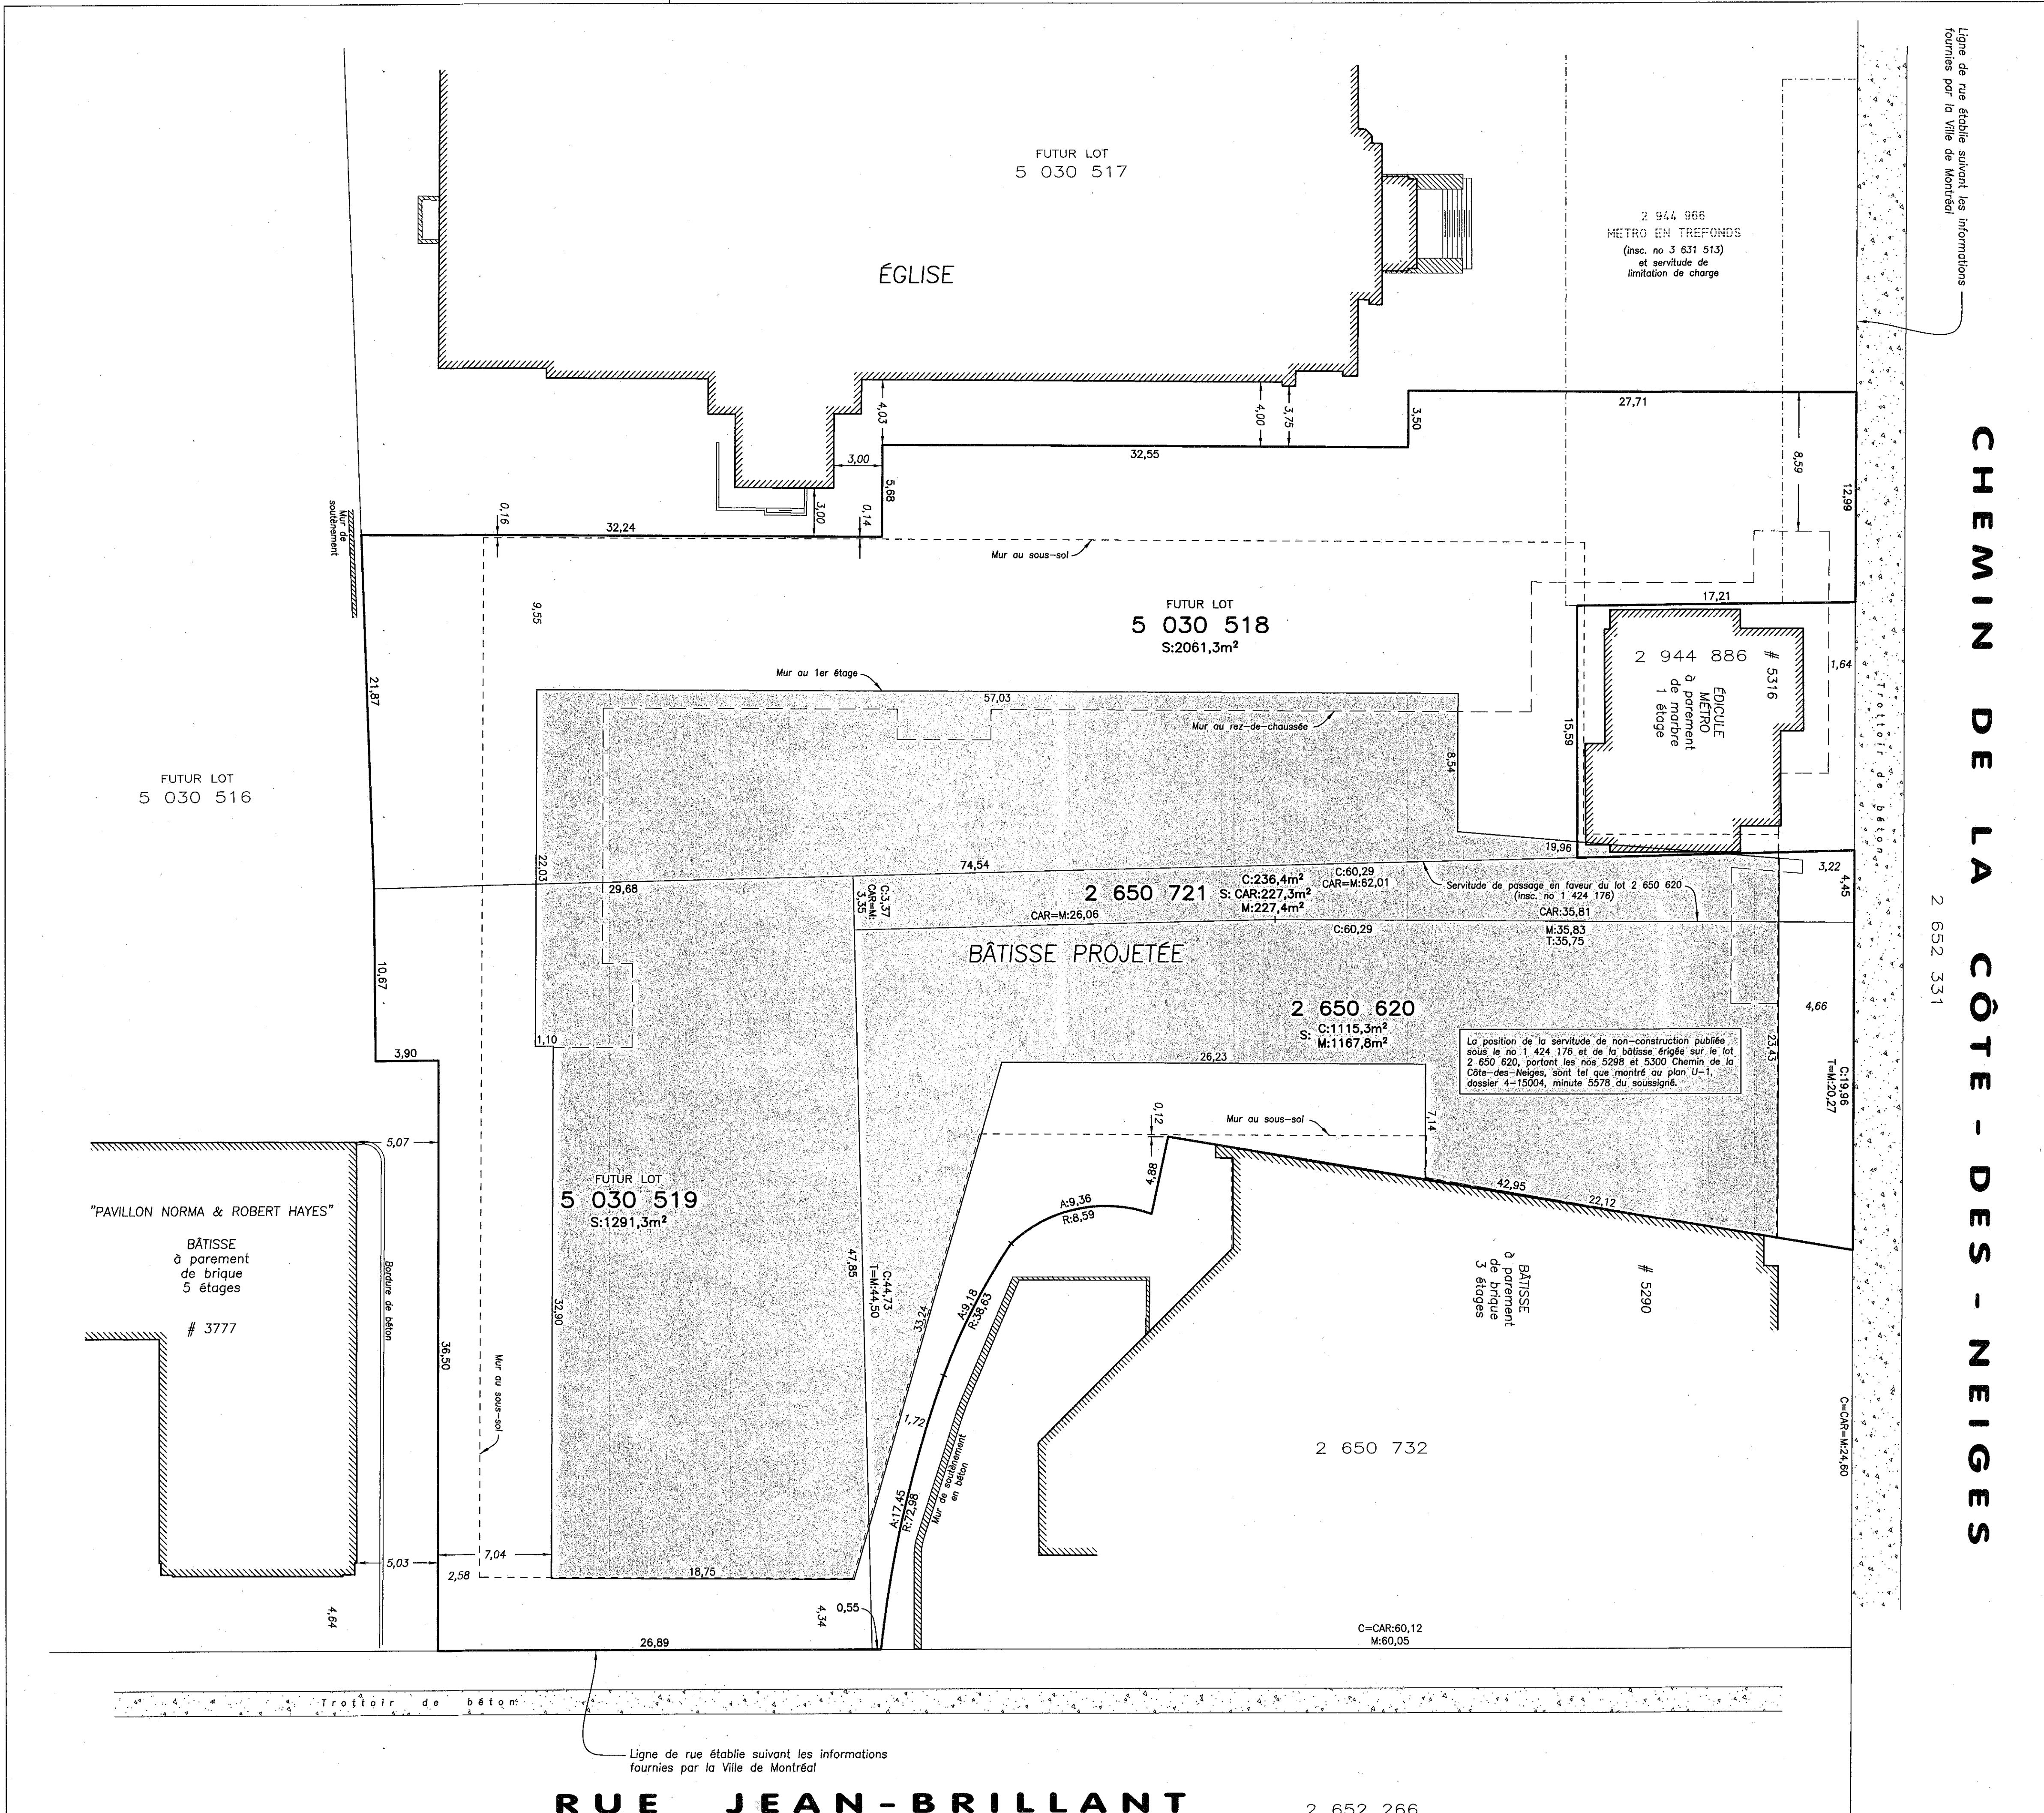 Ligne de rue établie suivant les informations
fournies par la Ville de Montréal
FUTUR LOT
5 030 517
ÉGLISE
2 944 966
METRO EN TREFONDS
(insc. no 3 631 513)
et servitude de
limitation de charge
CHEMIN DE LA CÔTE-DES-NEIGES
27,71
3,50
8,59
12,99
4,03
4,00
3,75
32,55
3,00
5,68
3,00
0,14
0,16
32,24
Mur de
soutènement
Mur au sous-sol
17,21
9,55
FUTUR LOT
5 030 518
S:2061,3m²
2 944 886
# 5316
ÉDICULE
MÉTRO
à parement
de marbre
1 étage
1,64
Trottoir de béton
Mur au 1er étage
57,03
21,87
Mur au rez-de-chaussée
15,59
8,54
FUTUR LOT
5 030 516
19,96
3,22
4,45
22,03
74,54
29,68
C:3,37
CAR=M:
3,35
2 650 721
C:236,4m²
S: CAR:227,3m²
M:227,4m²
C:60,29
CAR=M:62,01
Servitude de passage en faveur du lot 2 650 620
(insc. no 1 424 176)
CAR=M:26,06
CAR:35,81
C:60,29
M:35,83
T:35,75
2 652 331
BÂTISSE PROJETÉE
10,67
2 650 620
C:1115,3m²
S:
M:1167,8m²
4,66
La position de la servitude de non-construction publiée
sous le no 1 424 176 et de la bâtisse érigée sur le lot
2 650 620, portant les nos 5298 et 5300 Chemin de la
Côte-des-Neiges, sont tel que montré au plan U-1,
dossier 4-15004, minute 5578 du soussigné.
23,43
C:19,96
T=M:20,27
1,10
3,90
26,23
7,14
0,12
Mur au sous-sol
5,07
4,88
42,95
22,12
FUTUR LOT
5 030 519
S:1291,3m²
A:9,36
R:8,59
"PAVILLON NORMA & ROBERT HAYES"
BÂTISSE
à parement
de brique
5 étages
# 3777
Bordure de béton
47,85
C:44,73
T=M:44,50
A:9,18
R:38,63
33,24
BÂTISSE
à parement
de brique
3 étages
# 5290
32,90
36,50
Mur au sous-sol
1,72
C=CAR=M:24,60
2 650 732
Mur de soutènement
en béton
A:17,45
R:72,98
5,03
7,04
2,58
18,75
4,64
4,34
0,55
26,89
C=CAR:60,12
M:60,05
Trottoir de béton
Ligne de rue établie suivant les informations
fournies par la Ville de Montréal
RUE JEAN-BRILLANT
2 652 266